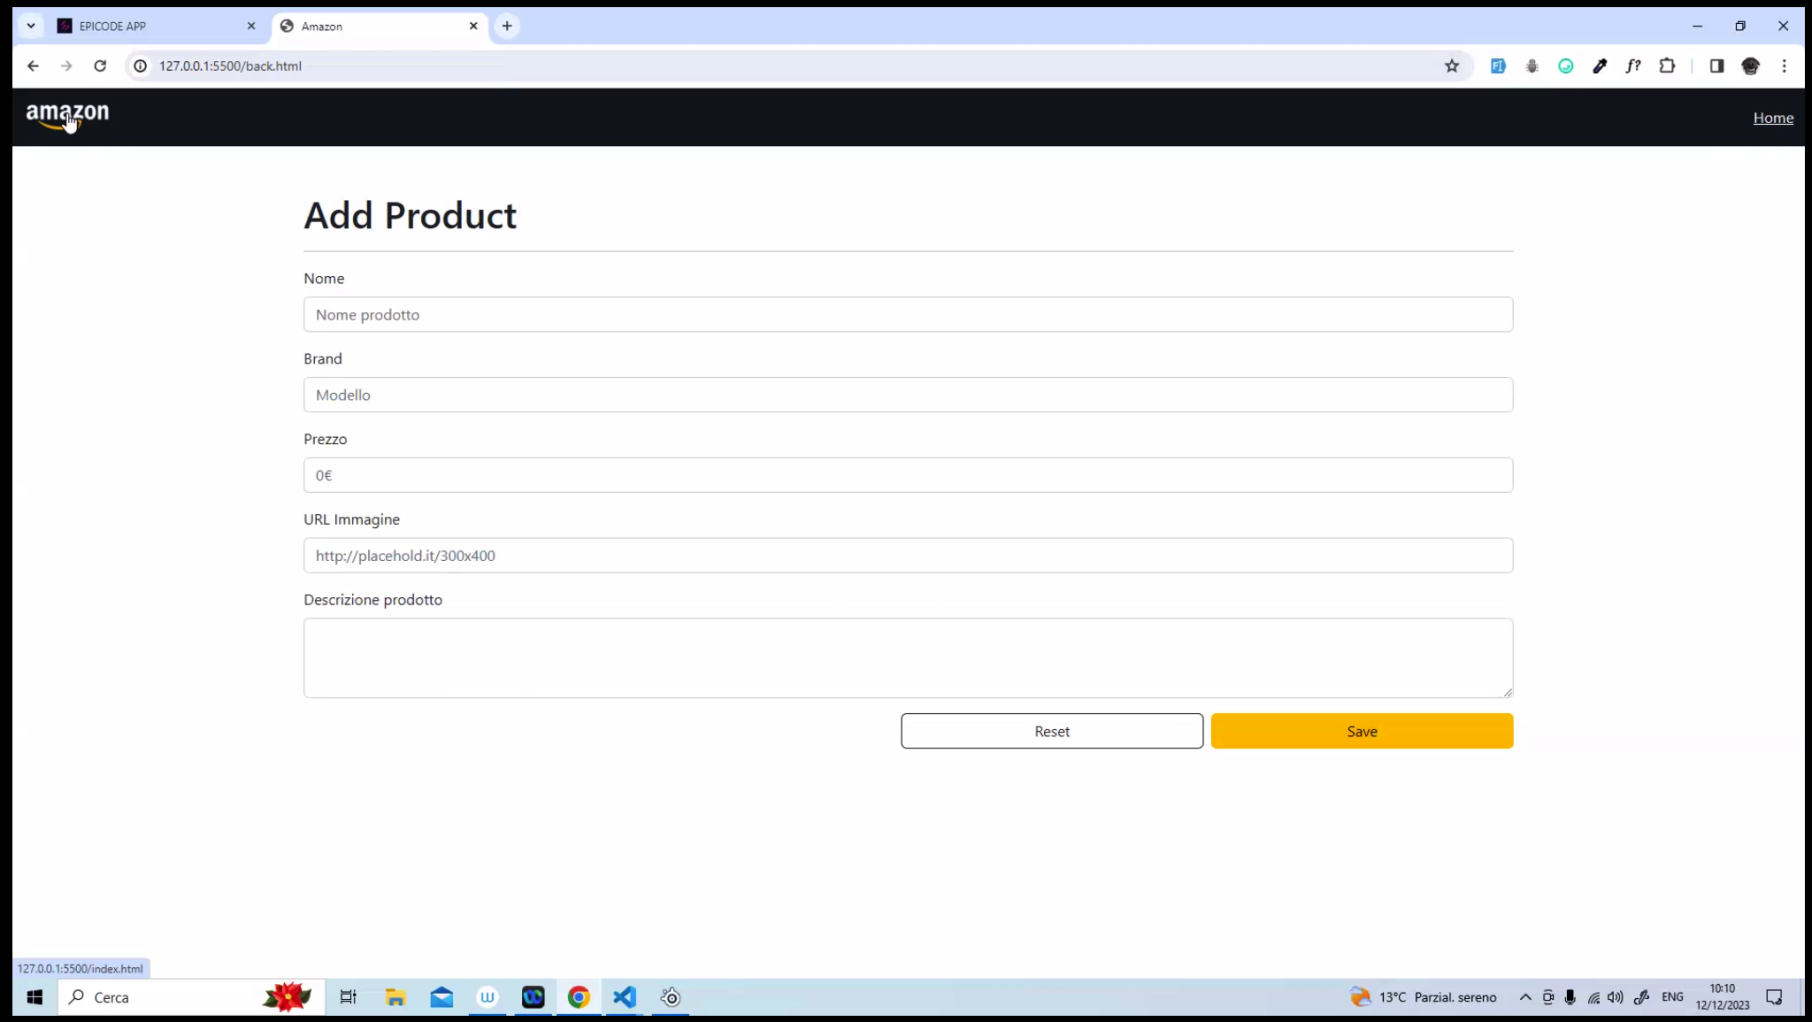 EPICODE APP
Amazon
127.0.0.1:5500/back.html
amazon
Home
Add Product
Nome
Nome prodotto
Brand
Modello
Prezzo
0€
URL Immagine
http://placehold.it/300x400
Descrizione prodotto
Reset
Save
127.0.0.1:5500/index.html
Cerca
13°C Parzial. sereno
ENG
10:10
12/12/2023